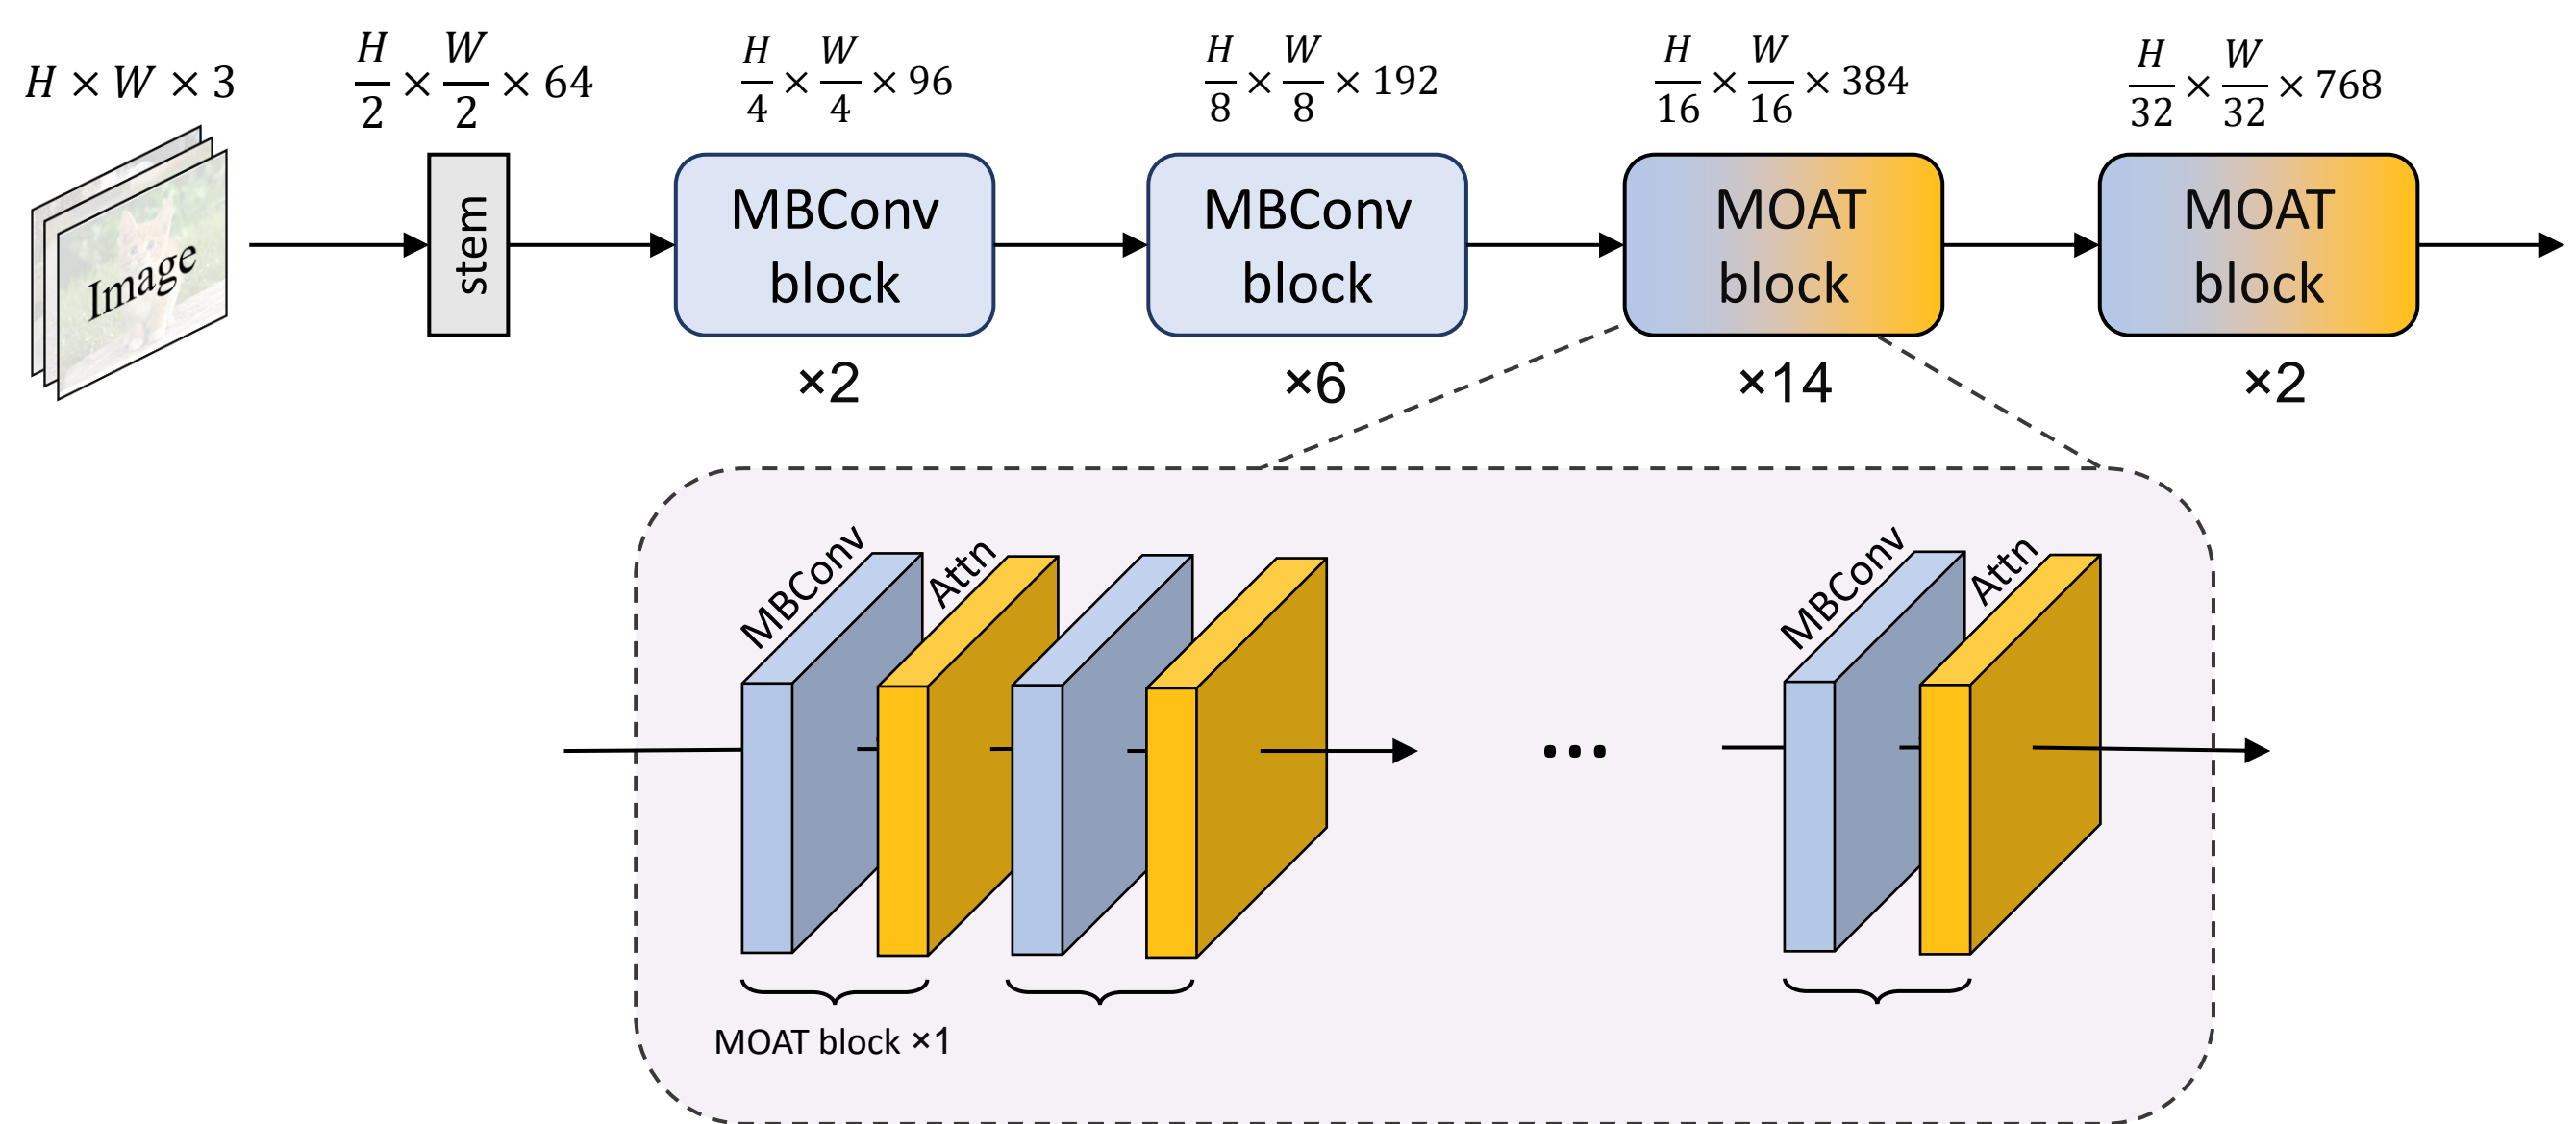 H × W × 3
H/2 × W/2 × 64
H/4 × W/4 × 96
H/8 × W/8 × 192
H/16 × W/16 × 384
H/32 × W/32 × 768
Image
stem
MBConv
block
×2
MBConv
block
×6
MOAT
block
×14
MOAT
block
×2
MBConv
Attn
...
MBConv
Attn
MOAT block ×1